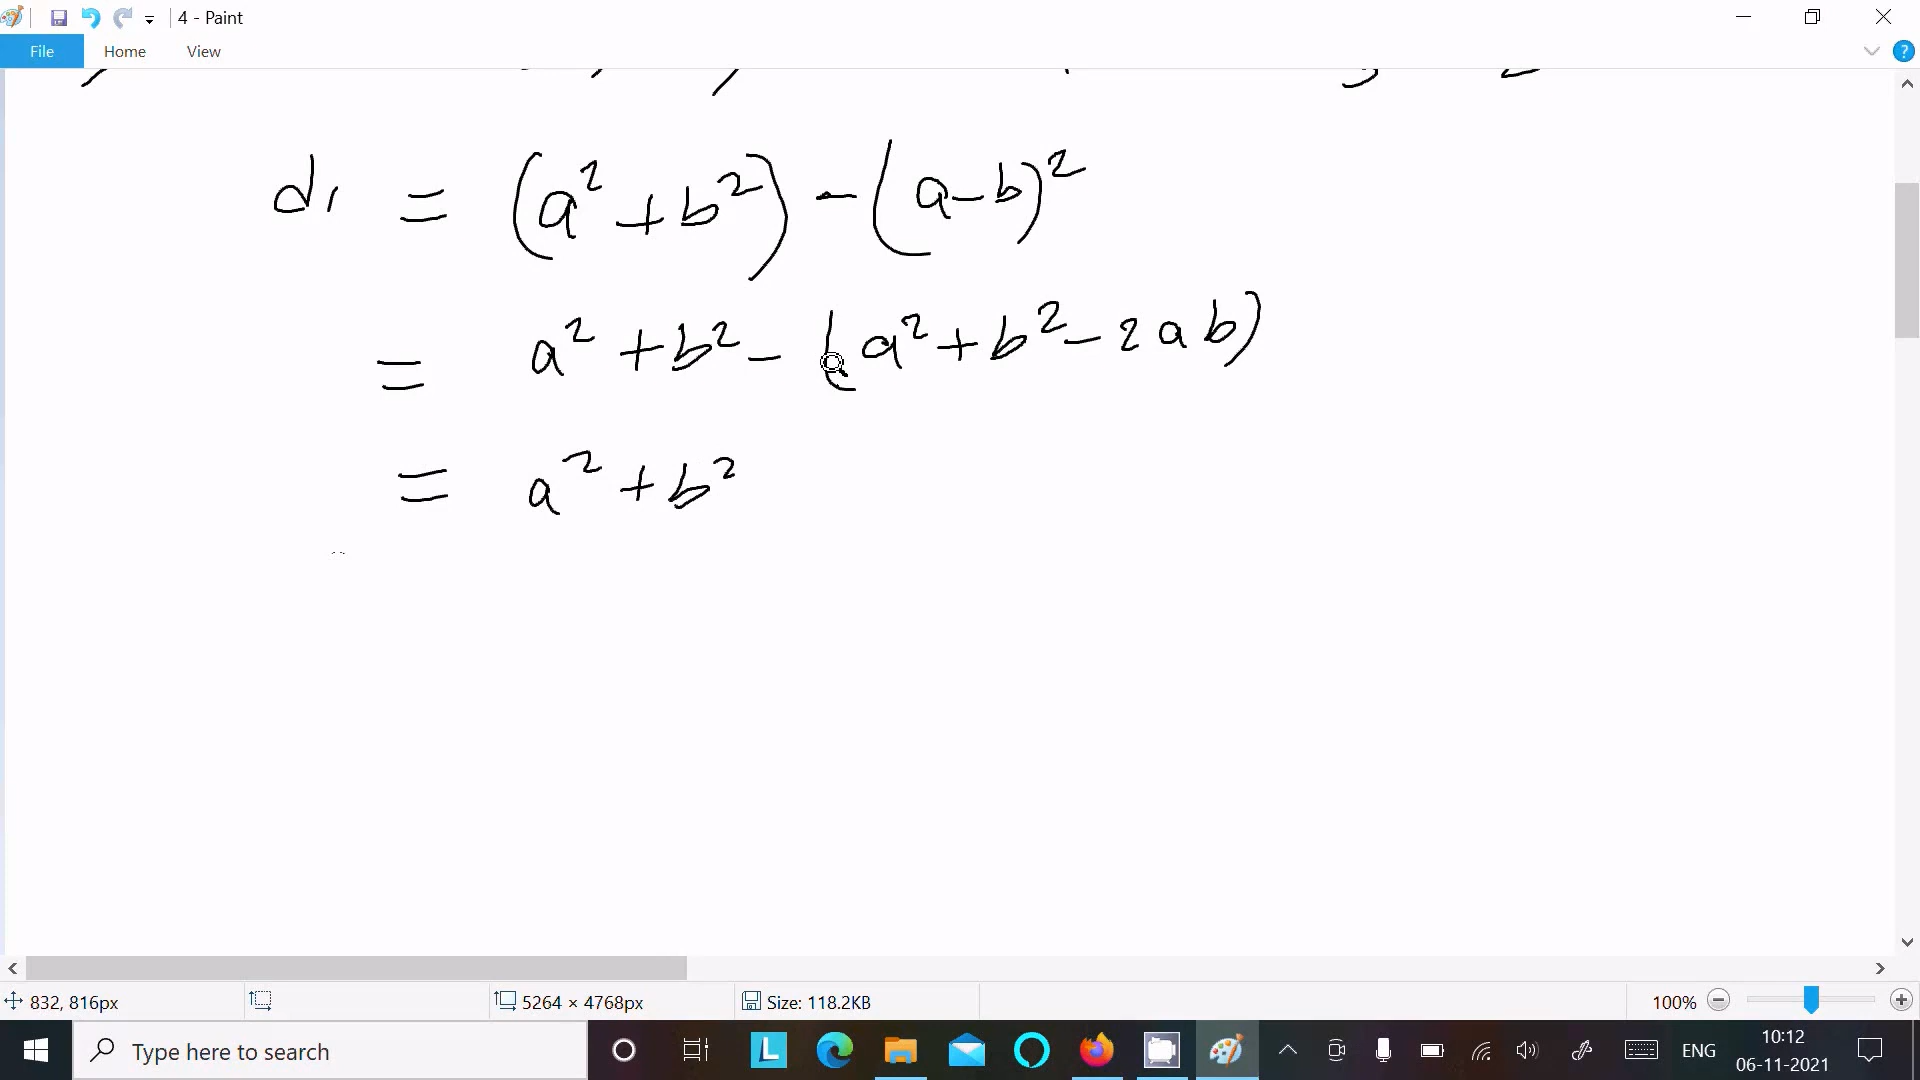 4 - Paint
File Home View
d₁ = (a² + b²) - (a - b)²
= a² + b² - (a² + b² - 2ab)
= a² + b²
832, 816px 5264 × 4768px Size: 118.2KB 100%
Type here to search L ENG 10:12
06-11-2021